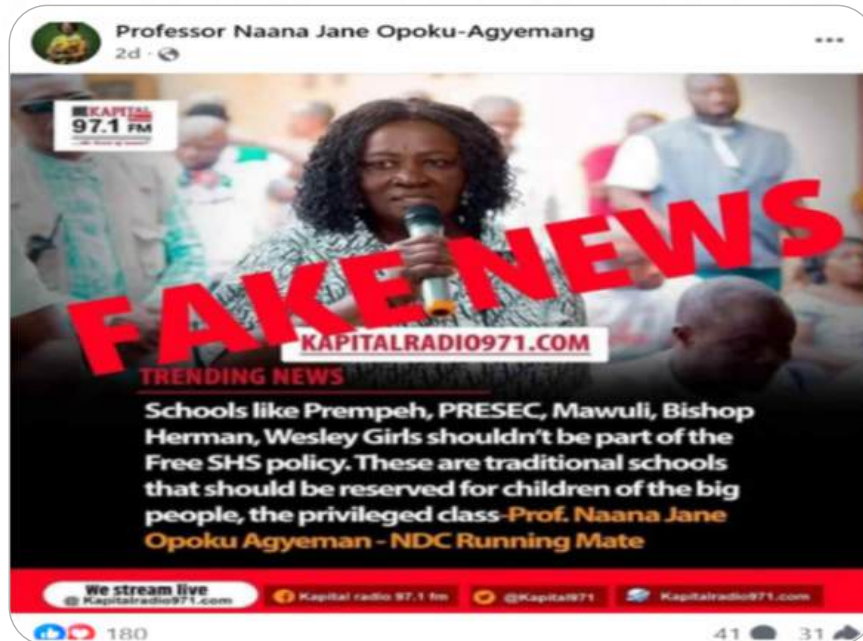 Professor Naana Jane Opoku-Agyemang
2d
KAPITAL
97.1 FM
FAKE NEWS
KAPITALRADIO971.COM
TRENDING NEWS
Schools like Prempeh, PRESEC, Mawuli, Bishop
Herman, Wesley Girls shouldn't be part of the
Free SHS policy. These are traditional schools
that should be reserved for children of the big
people, the privileged class-Prof. Naana Jane
Opoku Agyeman - NDC Running Mate
We stream live
@ Kapitalradio971.com
Kapital radio 97.1 fm
@Kapital971
Kapitalradio971.com
180
41
31